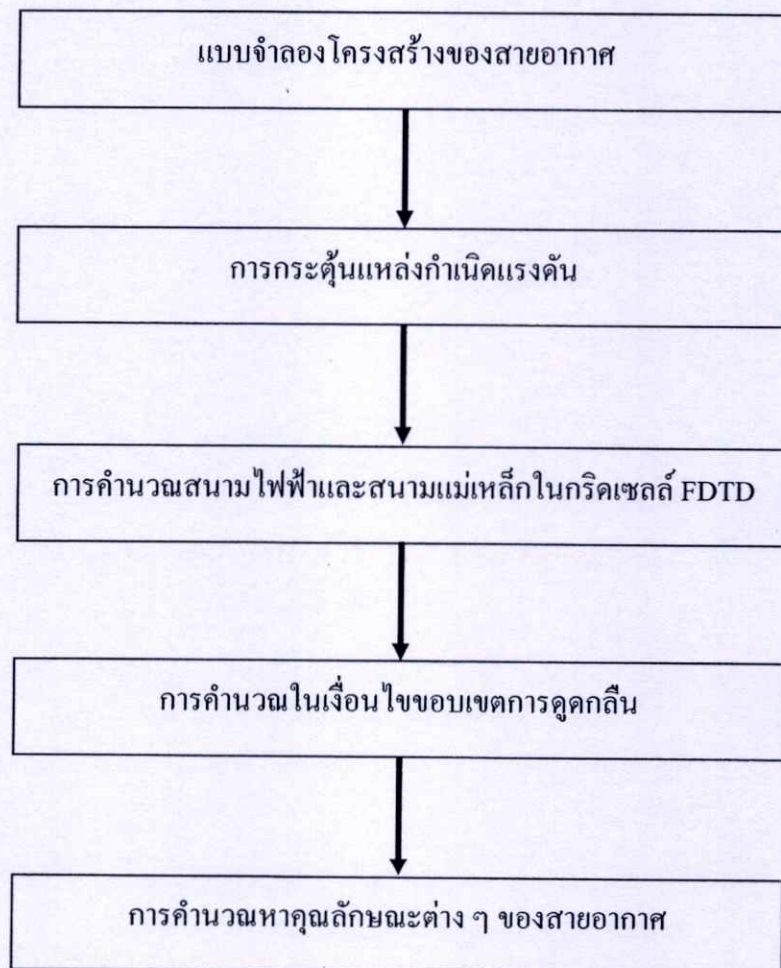 แบบจำลองโครงสร้างของสายอากาศ
การกระตุ้นแหล่งกำเนิดแรงดัน
การคำนวณสนามไฟฟ้าและสนามแม่เหล็กในกริดเซลล์ FDTD
การคำนวณในเงื่อนไขขอบเขตการดูดกลืน
การคำนวณหาคุณลักษณะต่าง ๆ ของสายอากาศ